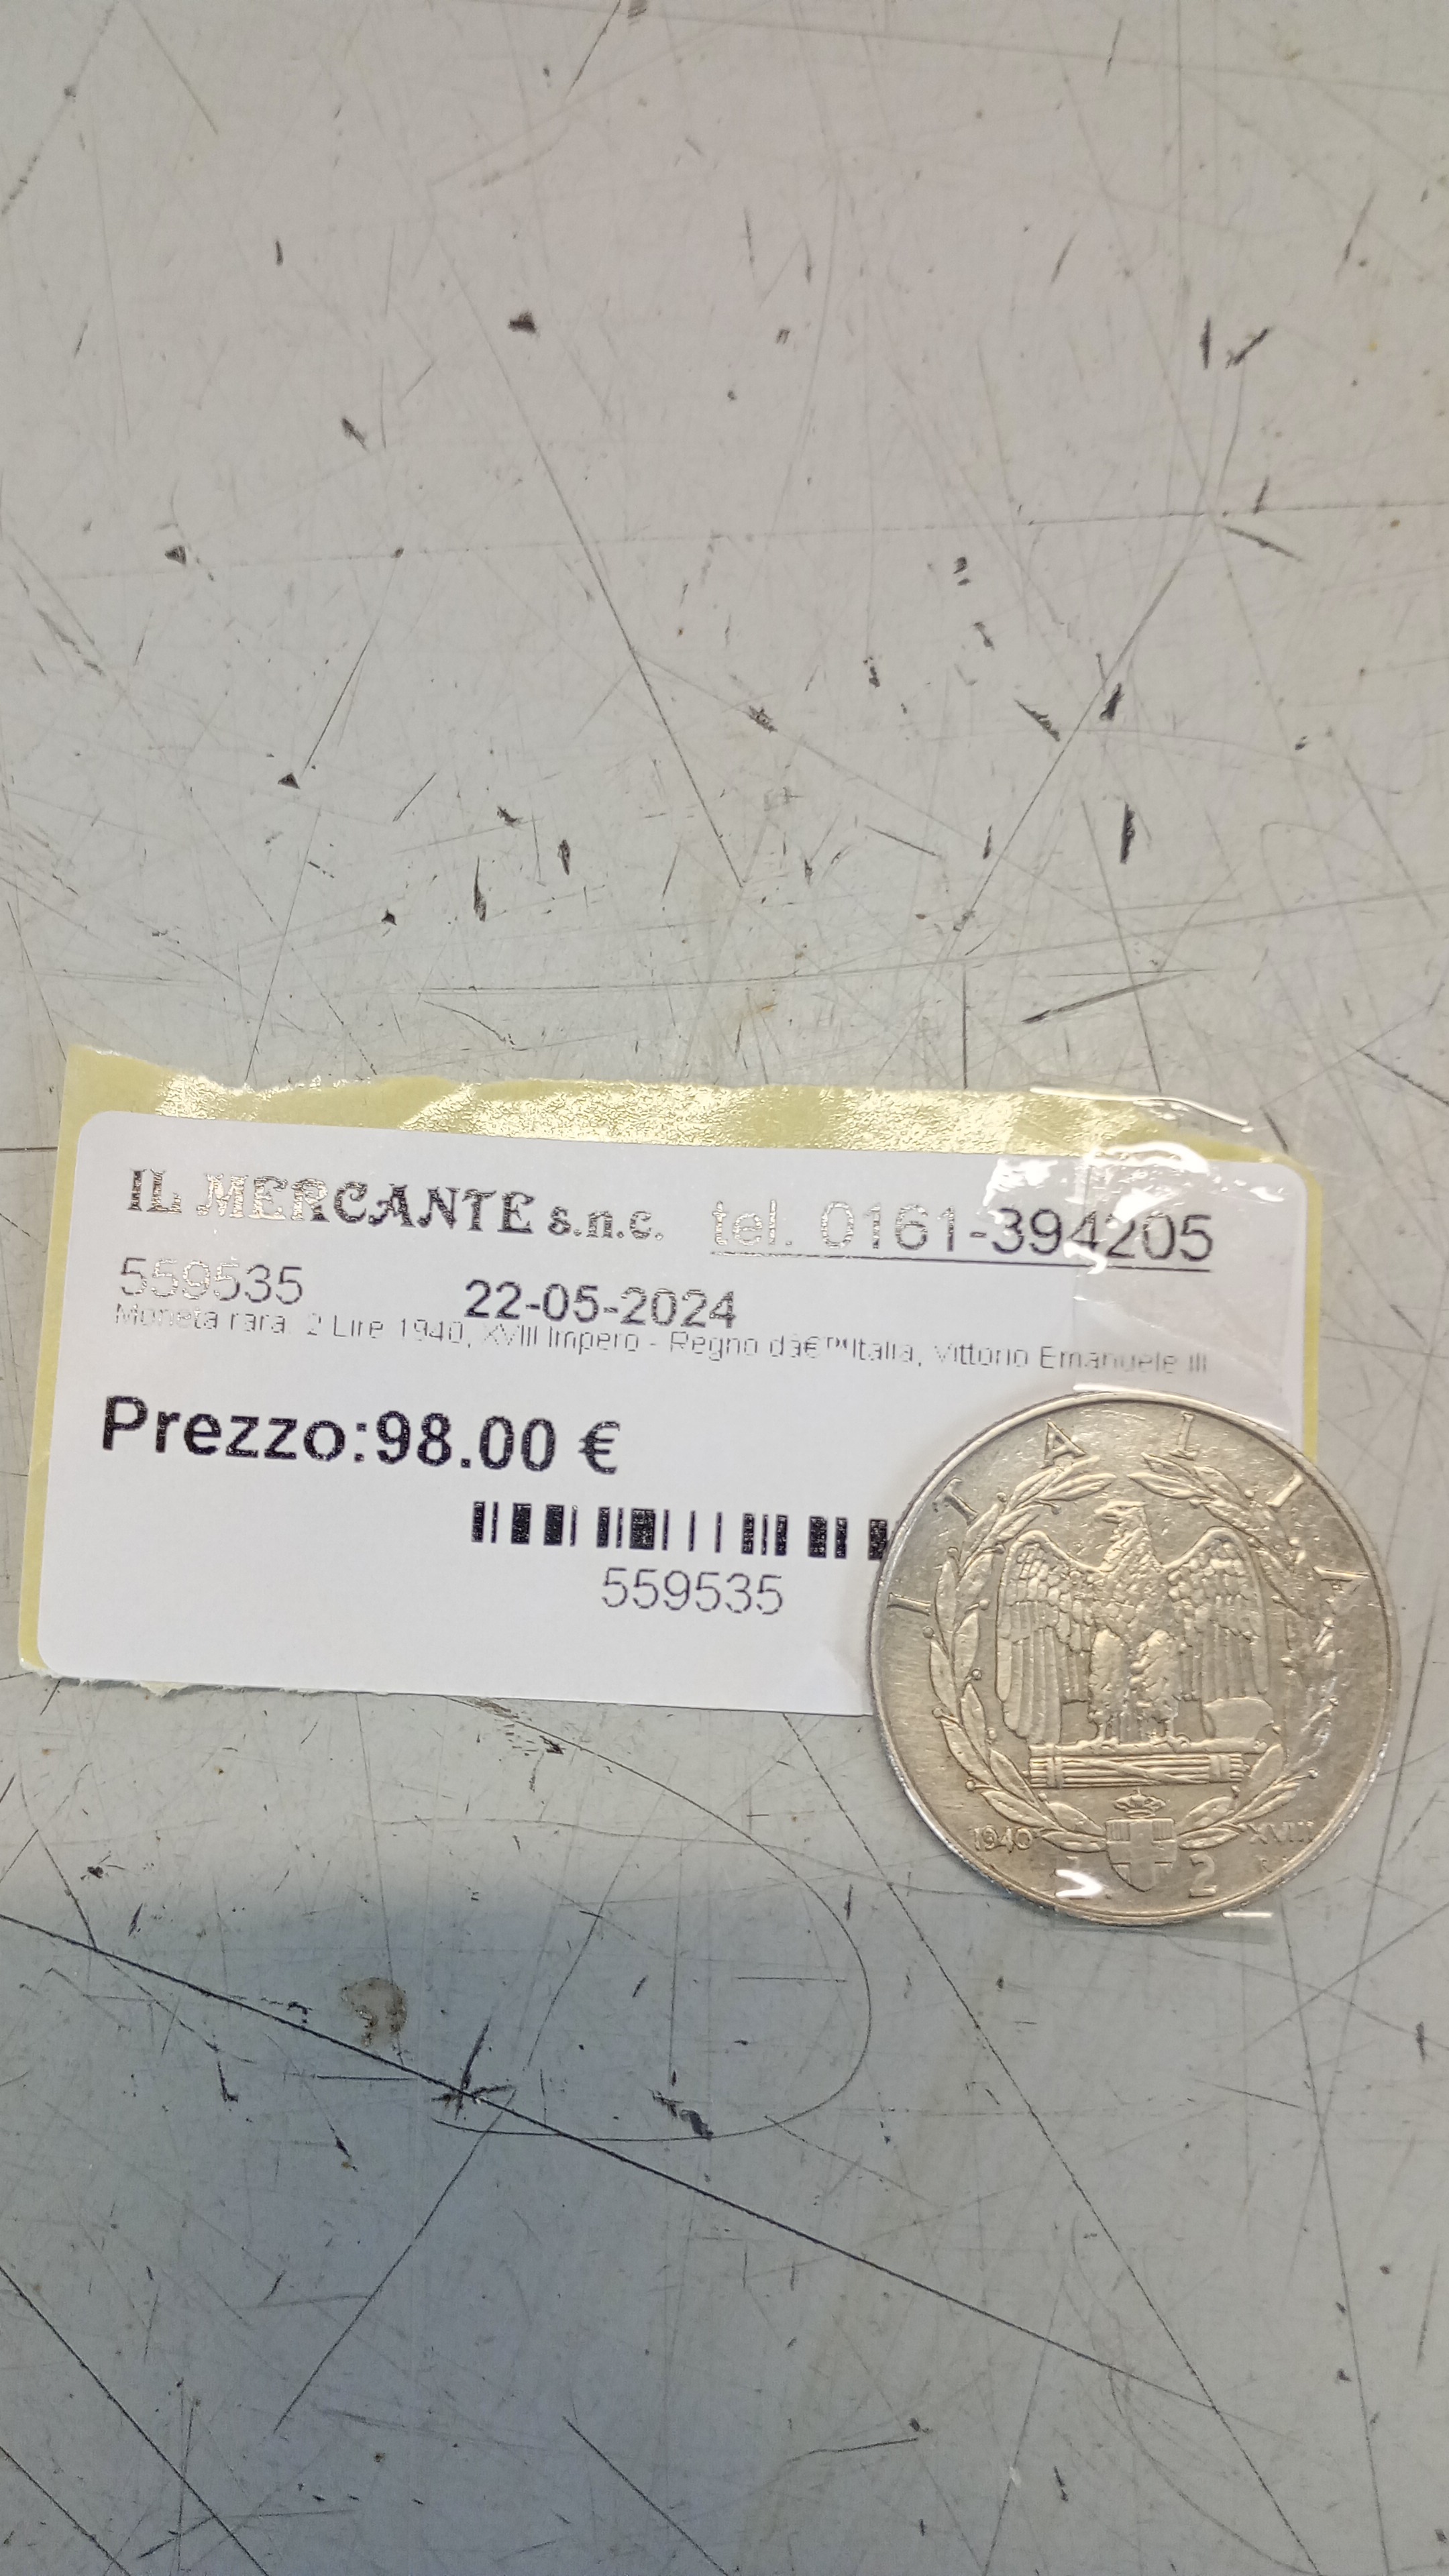 IL MERCANTE s.n.c. tel. 0161-394205
559535 22-05-2024
Moneta rara: 2 Lire 1940, XVIII Impero - Regno dâ€™Italia, Vittorio Emanuele III
Prezzo:98.00 €
559535
ITALIA
1940 XVIII
L 2 R